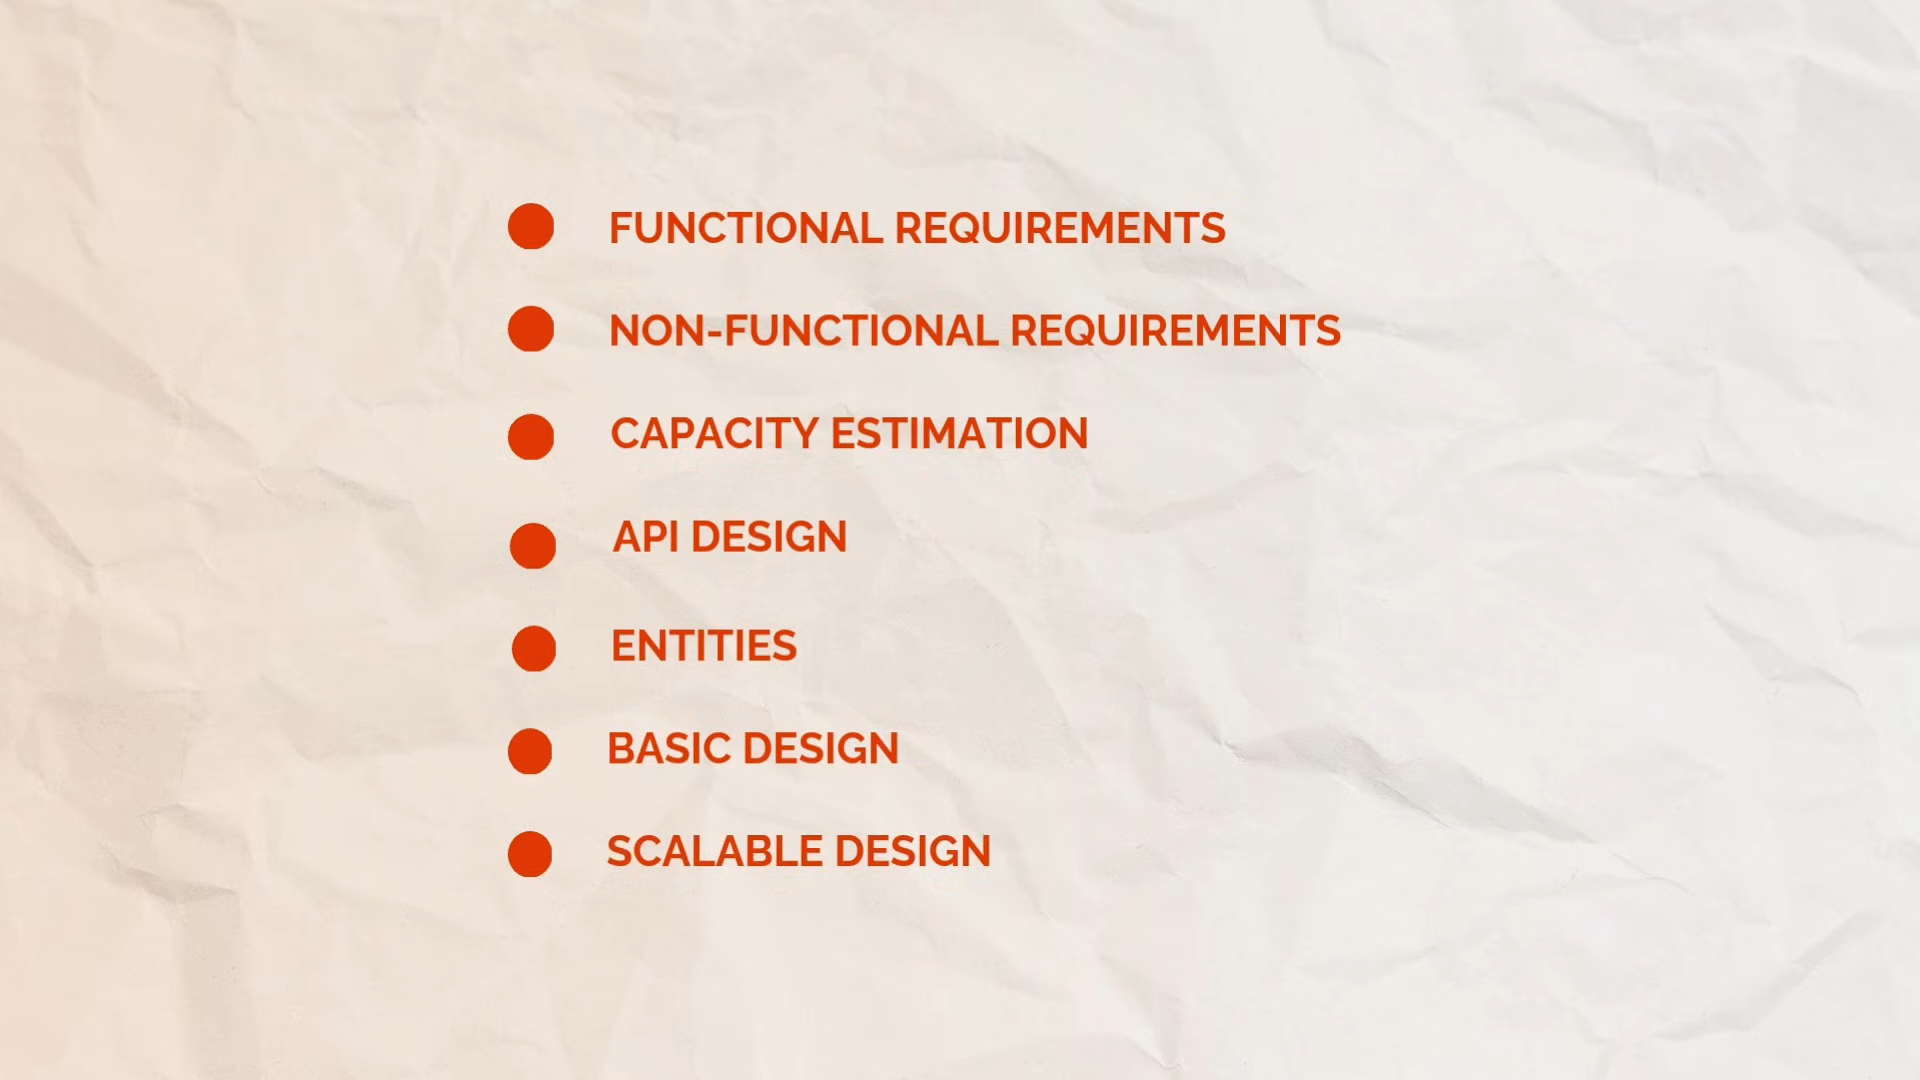 FUNCTIONAL REQUIREMENTS
NON-FUNCTIONAL REQUIREMENTS
CAPACITY ESTIMATION
API DESIGN
ENTITIES
BASIC DESIGN
SCALABLE DESIGN